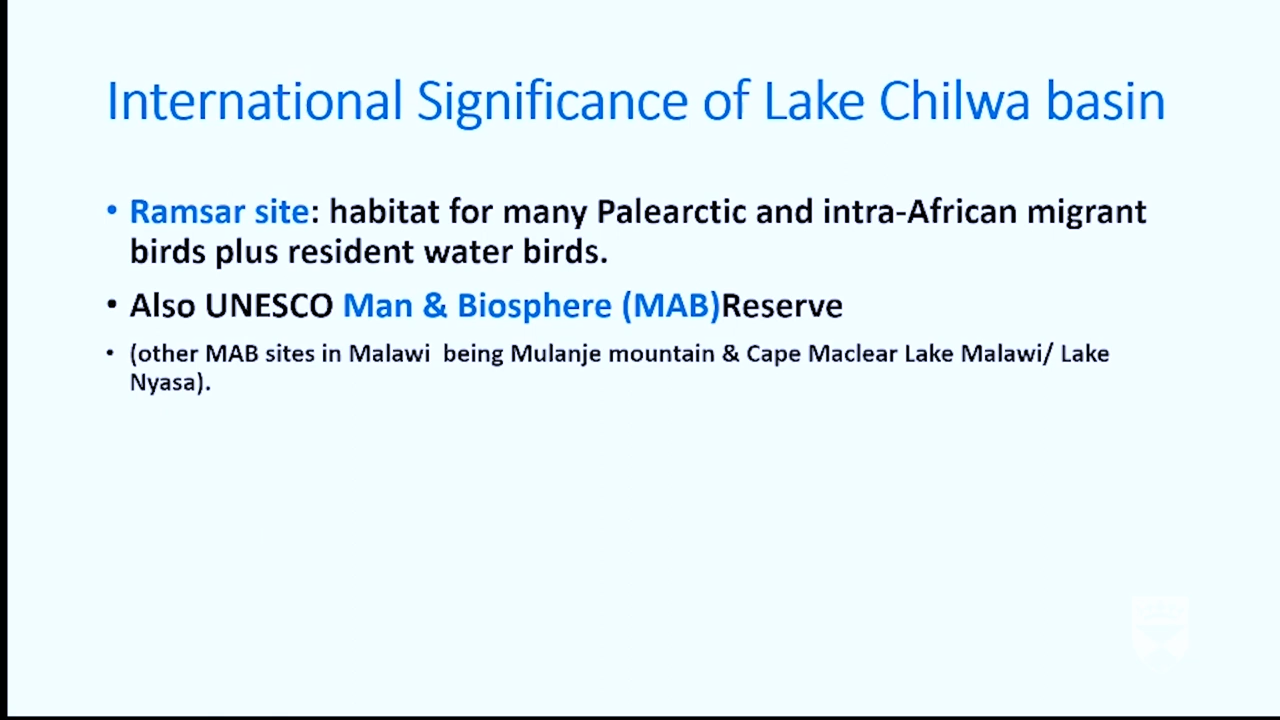 International Significance of Lake Chilwa basin
• Ramsar site: habitat for many Palearctic and intra-African migrant
birds plus resident water birds.
• Also UNESCO Man & Biosphere (MAB)Reserve
• (other MAB sites in Malawi being Mulanje mountain & Cape Maclear Lake Malawi/ Lake
Nyasa).